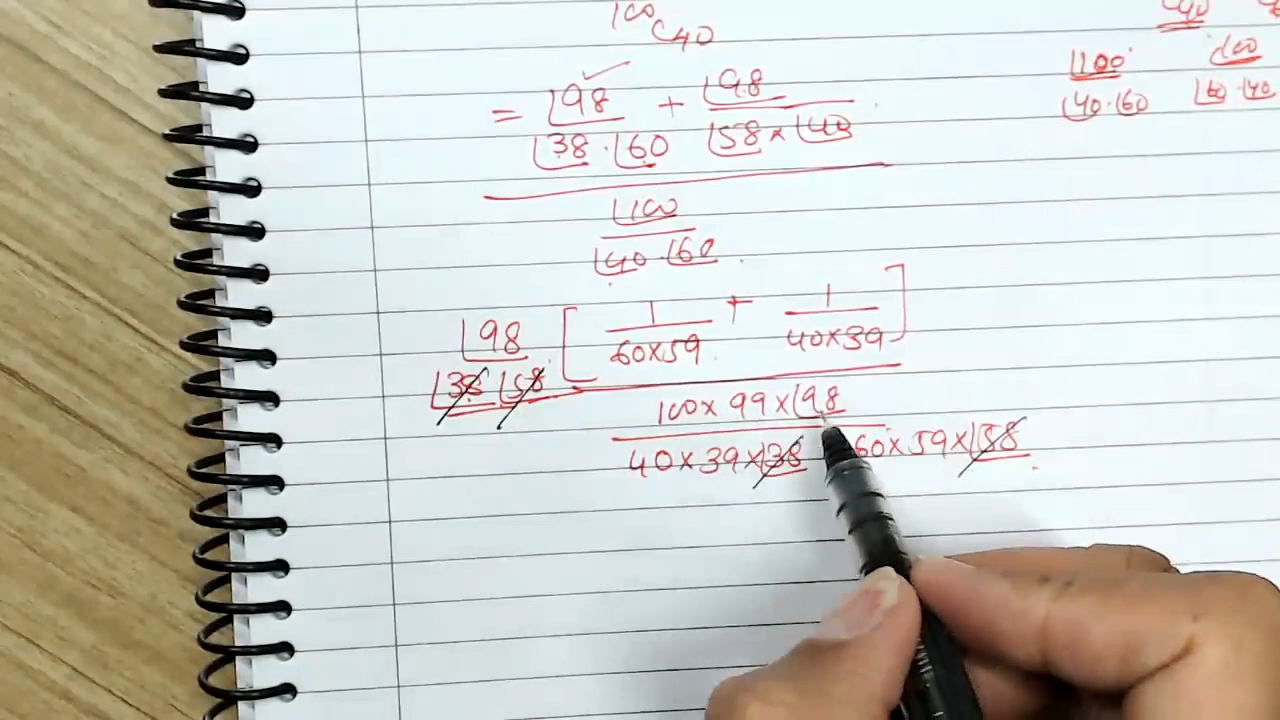 ¹⁰⁰C₄₀
C₄₀
= |98 + |98
|38 · |60 |58 × |40
|100 |100
|40 · |60 |60 · |40
|100
|40 · |60
|98 [ 1 + 1 ]
|38 |58 60×59 40×39
100 × 99 × |98
40×39×|38 60×59×|58